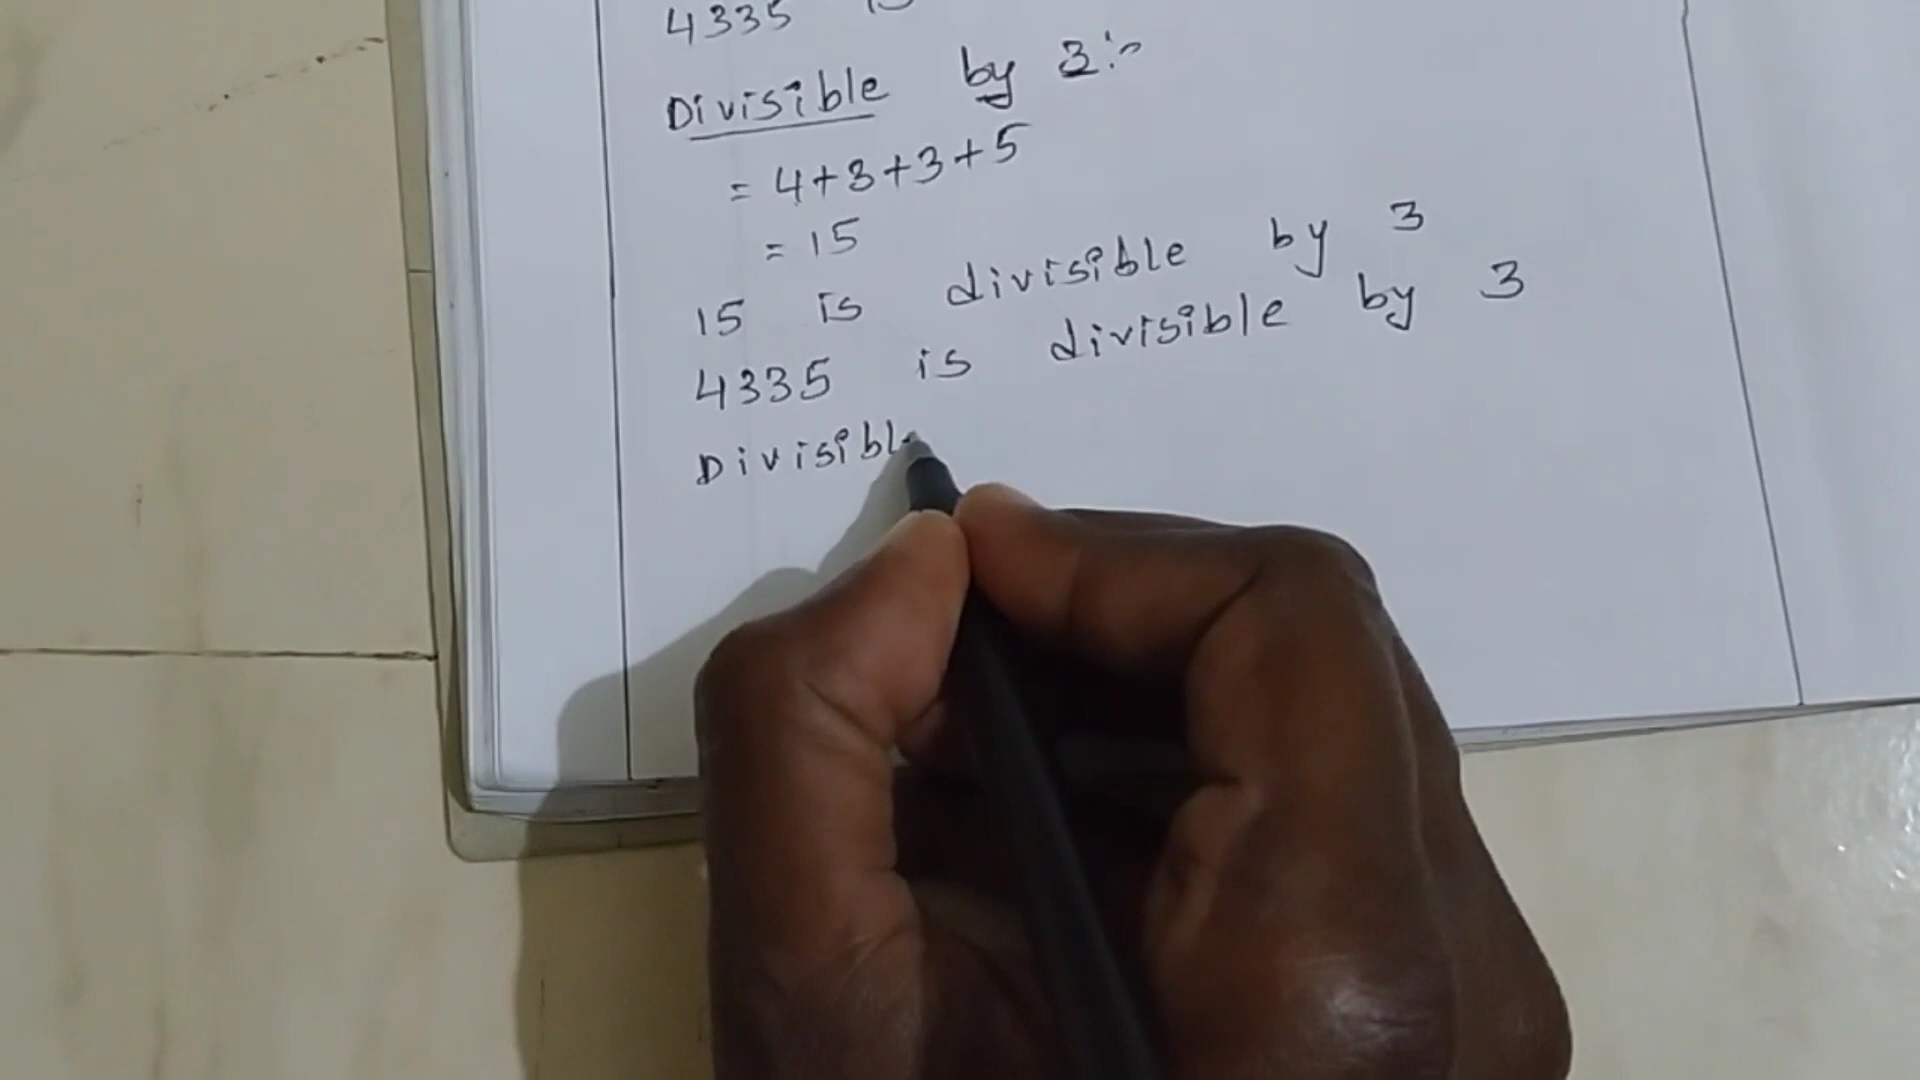 4335
Divisible by 3:-
= 4+3+3+5
= 15
15 is divisible by 3
4335 is divisible by 3
Divisible